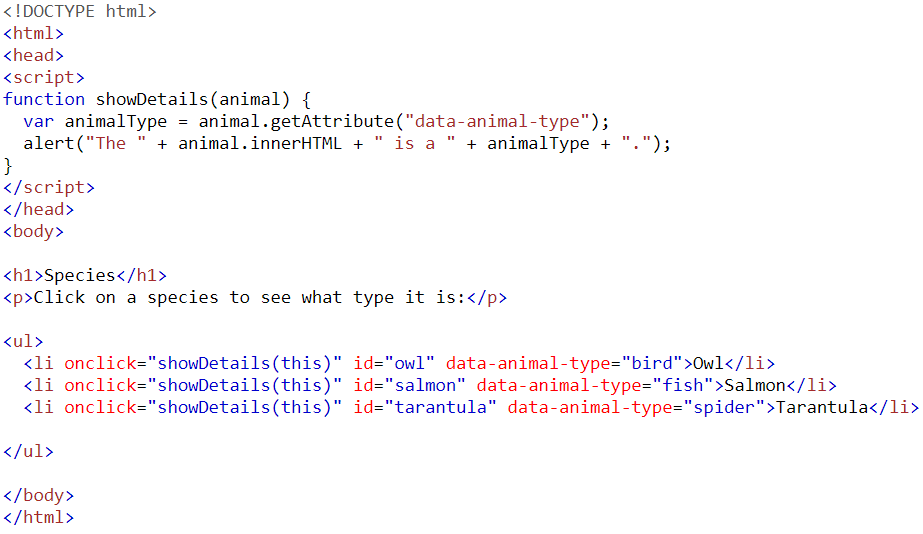 <!DOCTYPE html>
<html>
<head>
<script>
function showDetails(animal) {
  var animalType = animal.getAttribute("data-animal-type");
  alert("The " + animal.innerHTML + " is a " + animalType + ".");
}
</script>
</head>
<body>

<h1>Species</h1>
<p>Click on a species to see what type it is:</p>

<ul>
  <li onclick="showDetails(this)" id="owl" data-animal-type="bird">Owl</li>
  <li onclick="showDetails(this)" id="salmon" data-animal-type="fish">Salmon</li>
  <li onclick="showDetails(this)" id="tarantula" data-animal-type="spider">Tarantula</li>

</ul>

</body>
</html>